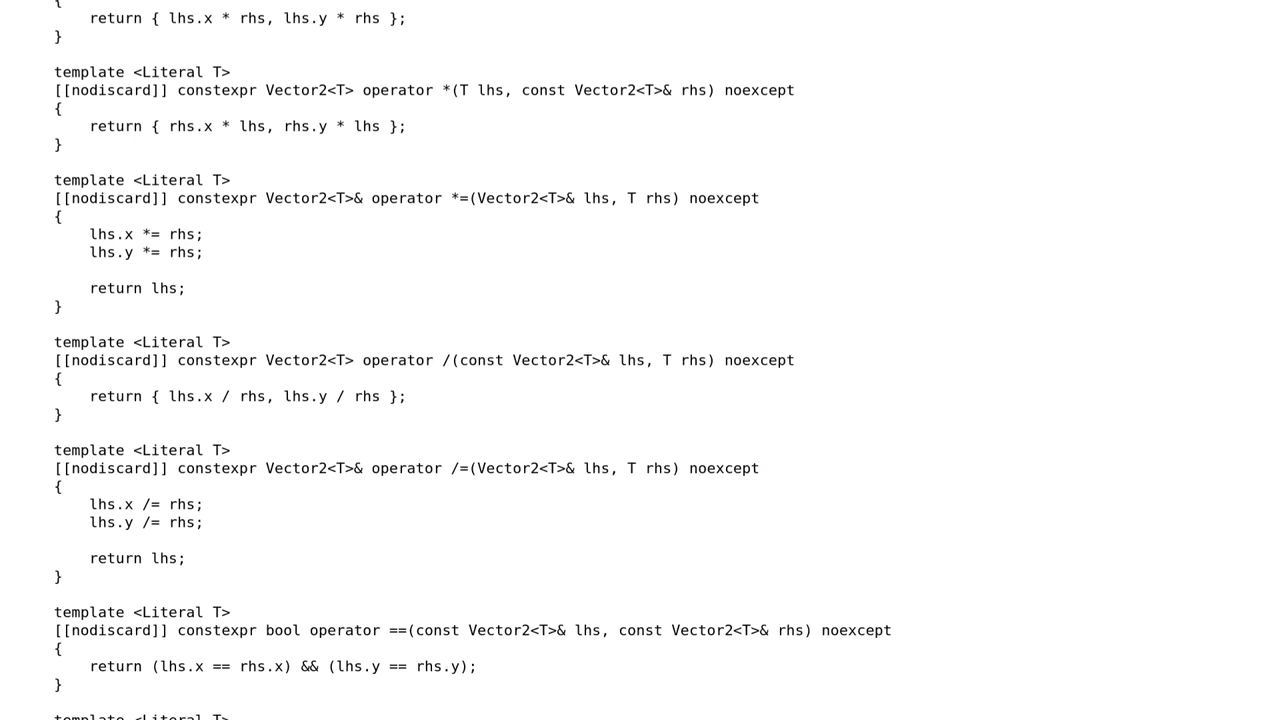 {
    return { lhs.x * rhs, lhs.y * rhs };
}

template <Literal T>
[[nodiscard]] constexpr Vector2<T> operator *(T lhs, const Vector2<T>& rhs) noexcept
{
    return { rhs.x * lhs, rhs.y * lhs };
}

template <Literal T>
[[nodiscard]] constexpr Vector2<T>& operator *=(Vector2<T>& lhs, T rhs) noexcept
{
    lhs.x *= rhs;
    lhs.y *= rhs;

    return lhs;
}

template <Literal T>
[[nodiscard]] constexpr Vector2<T> operator /(const Vector2<T>& lhs, T rhs) noexcept
{
    return { lhs.x / rhs, lhs.y / rhs };
}

template <Literal T>
[[nodiscard]] constexpr Vector2<T>& operator /=(Vector2<T>& lhs, T rhs) noexcept
{
    lhs.x /= rhs;
    lhs.y /= rhs;

    return lhs;
}

template <Literal T>
[[nodiscard]] constexpr bool operator ==(const Vector2<T>& lhs, const Vector2<T>& rhs) noexcept
{
    return (lhs.x == rhs.x) && (lhs.y == rhs.y);
}

template <Literal T>